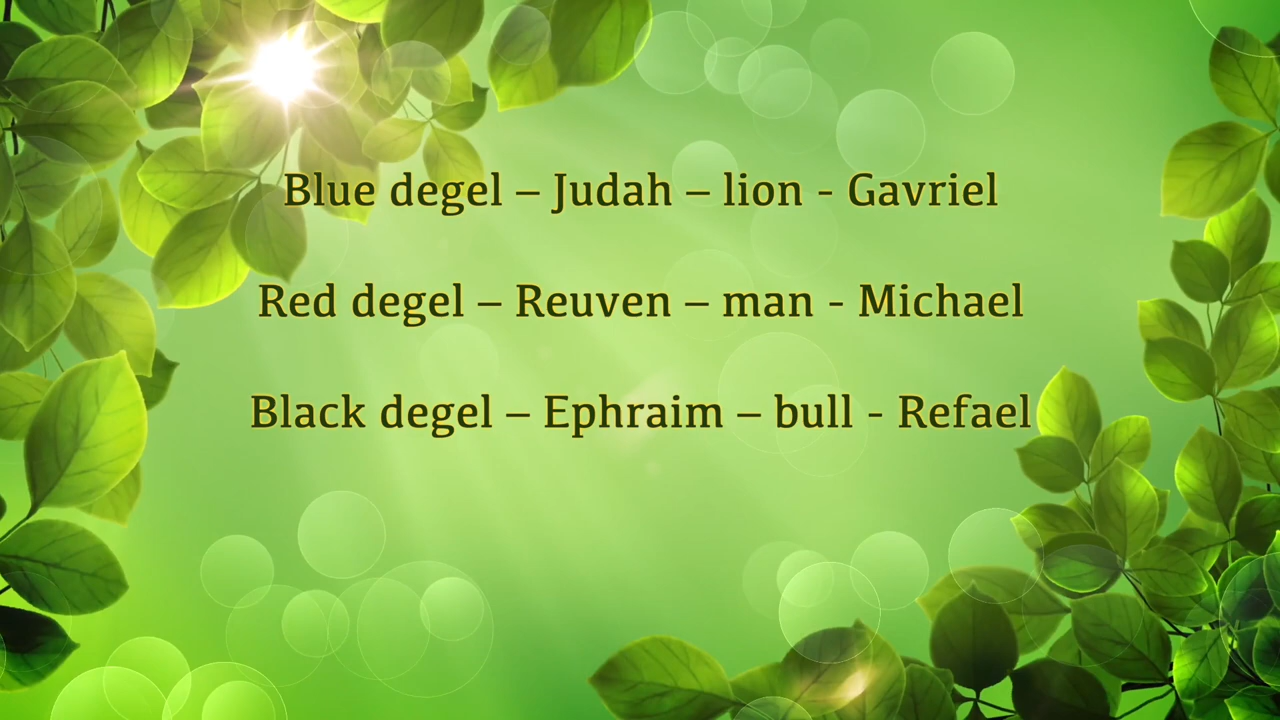 Blue degel – Judah – lion - Gavriel
Red degel – Reuven – man - Michael
Black degel – Ephraim – bull - Refael